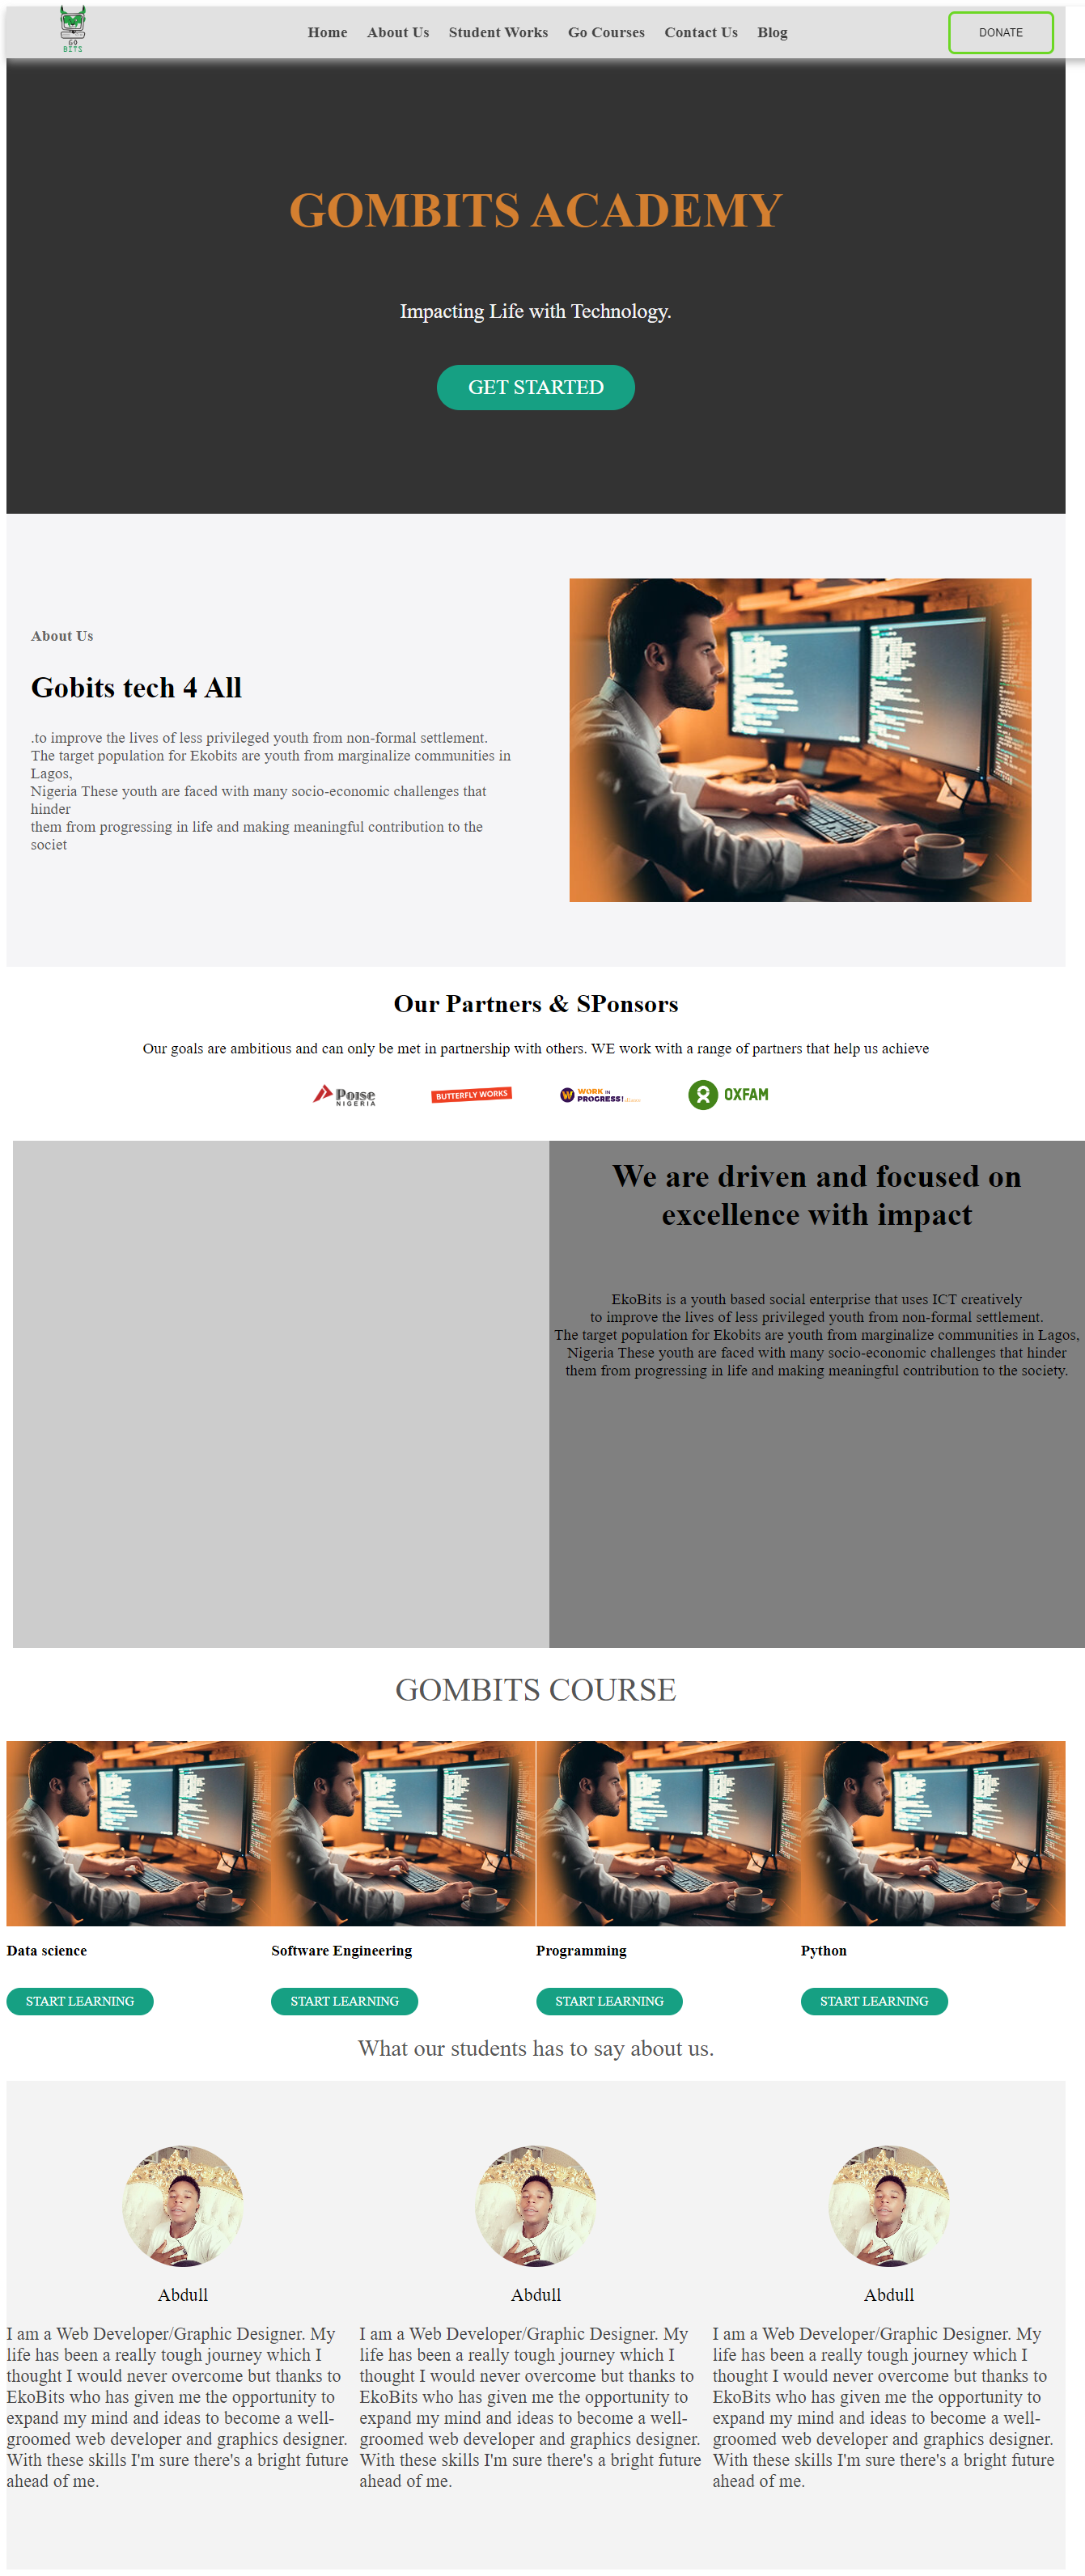 GO
BITS
Home About Us Student Works Go Courses Contact Us Blog
DONATE
GOMBITS ACADEMY
Impacting Life with Technology.
GET STARTED
About Us
Gobits tech 4 All
.to improve the lives of less privileged youth from non-formal settlement.
The target population for Ekobits are youth from marginalize communities in
Lagos,
Nigeria These youth are faced with many socio-economic challenges that
hinder
them from progressing in life and making meaningful contribution to the
societ
Our Partners & SPonsors
Our goals are ambitious and can only be met in partnership with others. WE work with a range of partners that help us achieve
Poise
NIGERIA
BUTTERFLY WORKS
WORK IN
PROGRESS!
OXFAM
We are driven and focused on
excellence with impact
EkoBits is a youth based social enterprise that uses ICT creatively
to improve the lives of less privileged youth from non-formal settlement.
The target population for Ekobits are youth from marginalize communities in Lagos,
Nigeria These youth are faced with many socio-economic challenges that hinder
them from progressing in life and making meaningful contribution to the society.
GOMBITS COURSE
Data science
Software Engineering
Programming
Python
START LEARNING
START LEARNING
START LEARNING
START LEARNING
What our students has to say about us.
Abdull
I am a Web Developer/Graphic Designer. My
life has been a really tough journey which I
thought I would never overcome but thanks to
EkoBits who has given me the opportunity to
expand my mind and ideas to become a well-
groomed web developer and graphics designer.
With these skills I'm sure there's a bright future
ahead of me.
Abdull
I am a Web Developer/Graphic Designer. My
life has been a really tough journey which I
thought I would never overcome but thanks to
EkoBits who has given me the opportunity to
expand my mind and ideas to become a well-
groomed web developer and graphics designer.
With these skills I'm sure there's a bright future
ahead of me.
Abdull
I am a Web Developer/Graphic Designer. My
life has been a really tough journey which I
thought I would never overcome but thanks to
EkoBits who has given me the opportunity to
expand my mind and ideas to become a well-
groomed web developer and graphics designer.
With these skills I'm sure there's a bright future
ahead of me.